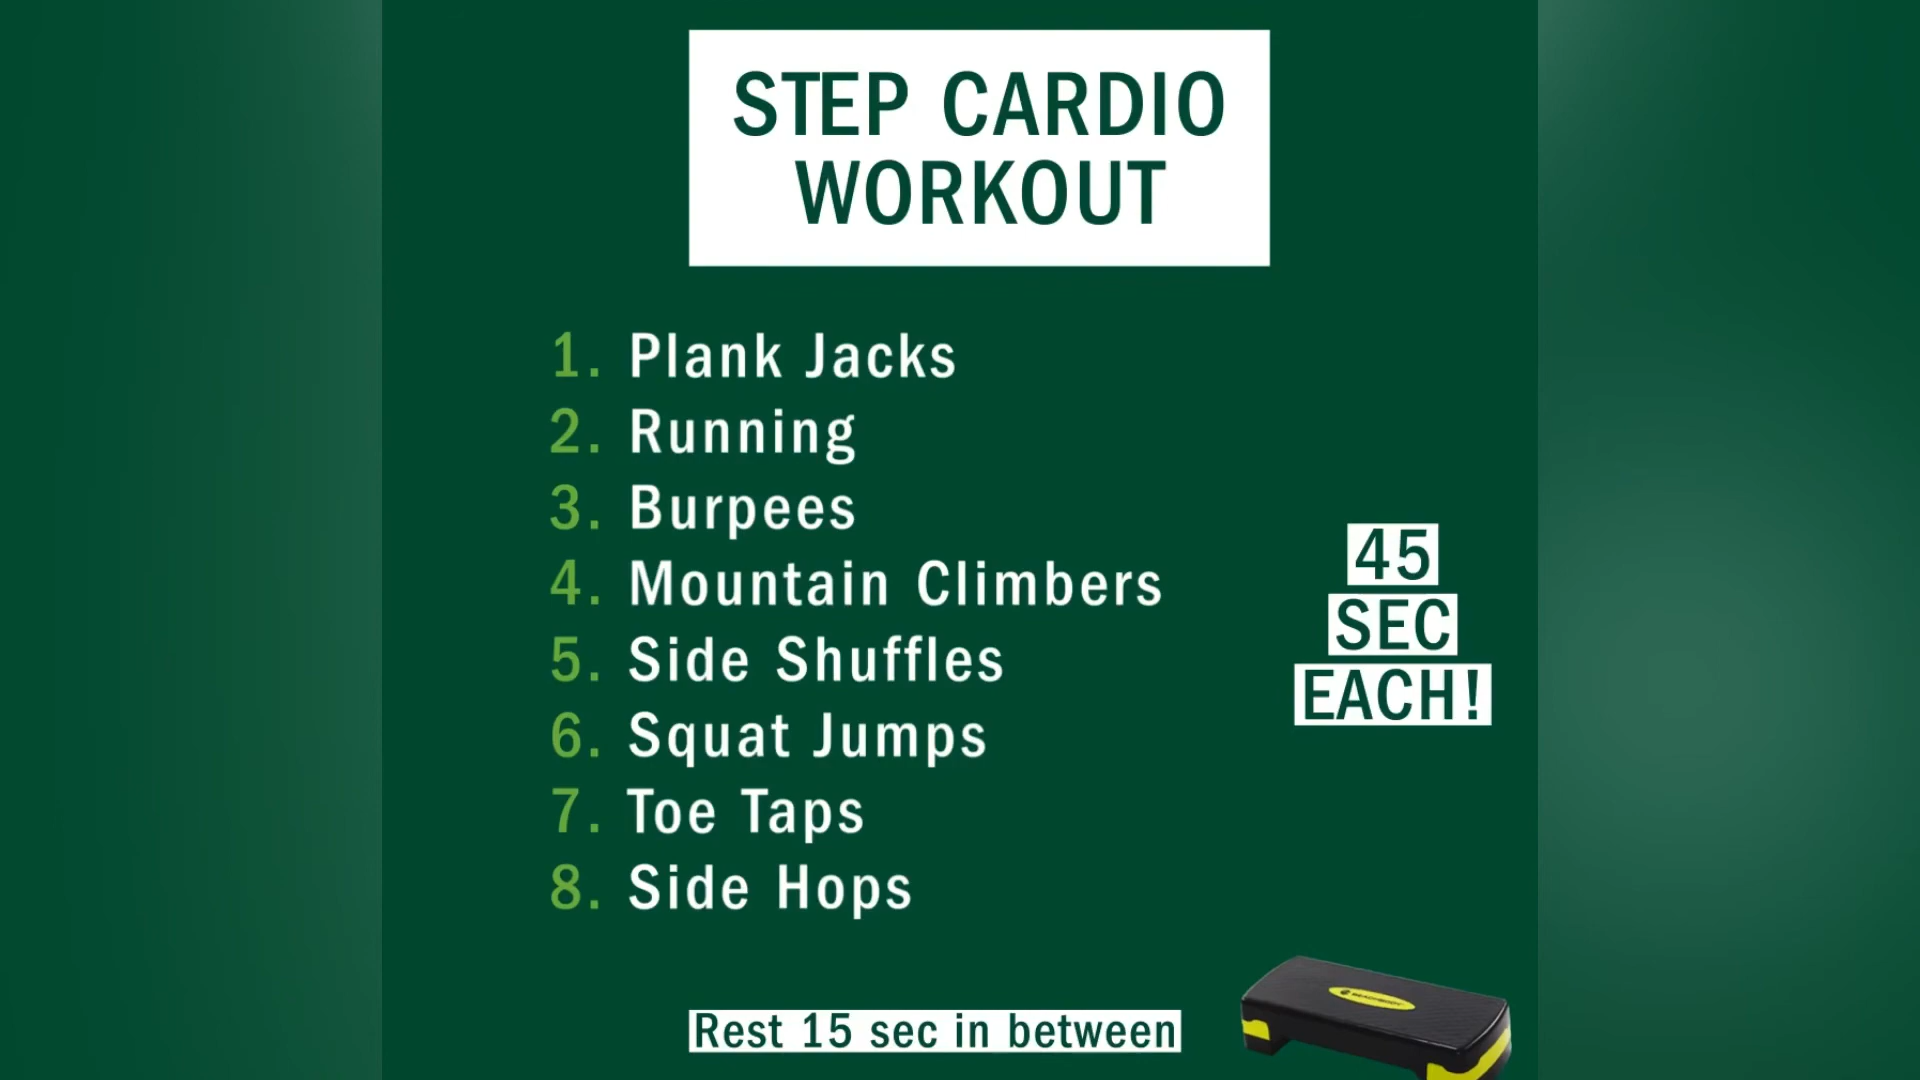 STEP CARDIO
WORKOUT
1. Plank Jacks
2. Running
3. Burpees
4. Mountain Climbers
5. Side Shuffles
6. Squat Jumps
7. Toe Taps
8. Side Hops
45
SEC
EACH!
Rest 15 sec in between